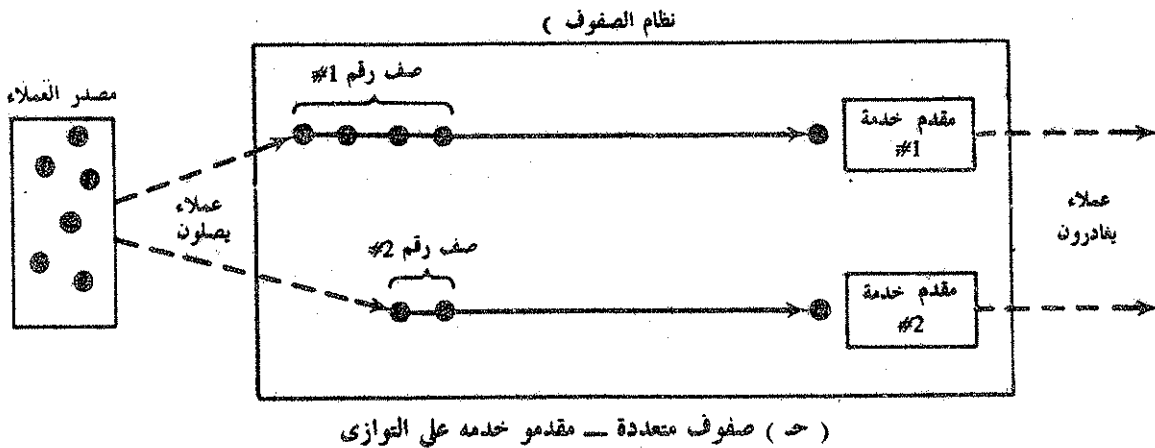 نظام الصفوف )
صف رقم 1#
مصدر العملاء
مقدم خدمة
#1
عملاء
يصلون
عملاء
يغادرون
صف رقم 2#
مقدم خدمة
#2
( حـ ) صفوف متعددة ــ مقدمو خدمه على التوازى